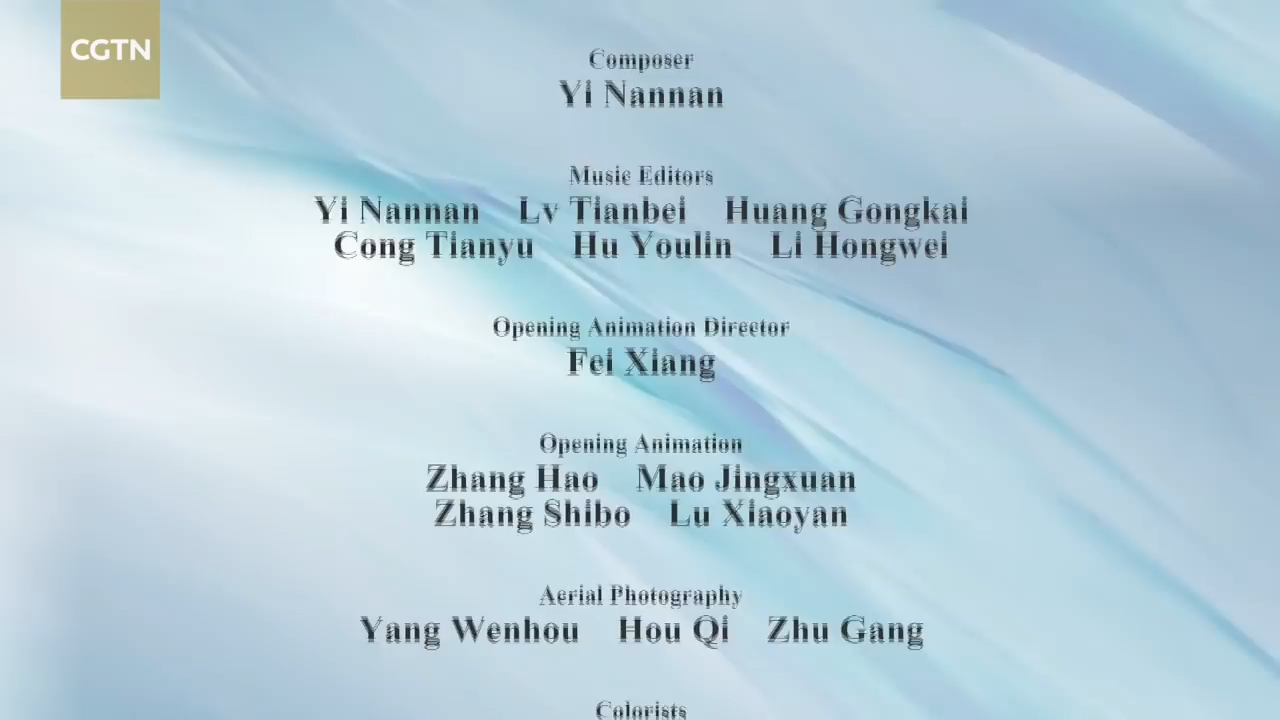 CGTN
Composer
Yi Nannan
Music Editors
Yi Nannan Lv Tianbei Huang Gongkai
Cong Tianyu Hu Youlin Li Hongwei
Opening Animation Director
Fei Xiang
Opening Animation
Zhang Hao Mao Jingxuan
Zhang Shibo Lu Xiaoyan
Aerial Photography
Yang Wenhou Hou Qi Zhu Gang
Colorists